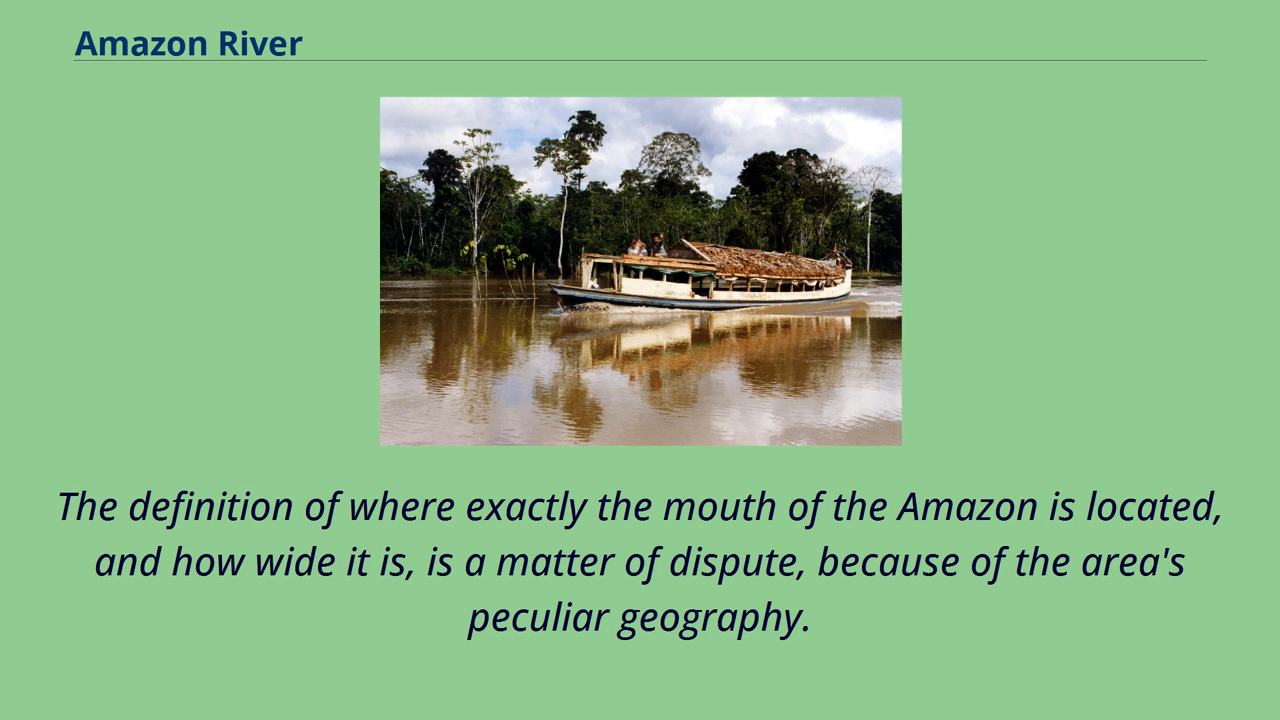 Amazon River
The definition of where exactly the mouth of the Amazon is located,
and how wide it is, is a matter of dispute, because of the area's
peculiar geography.